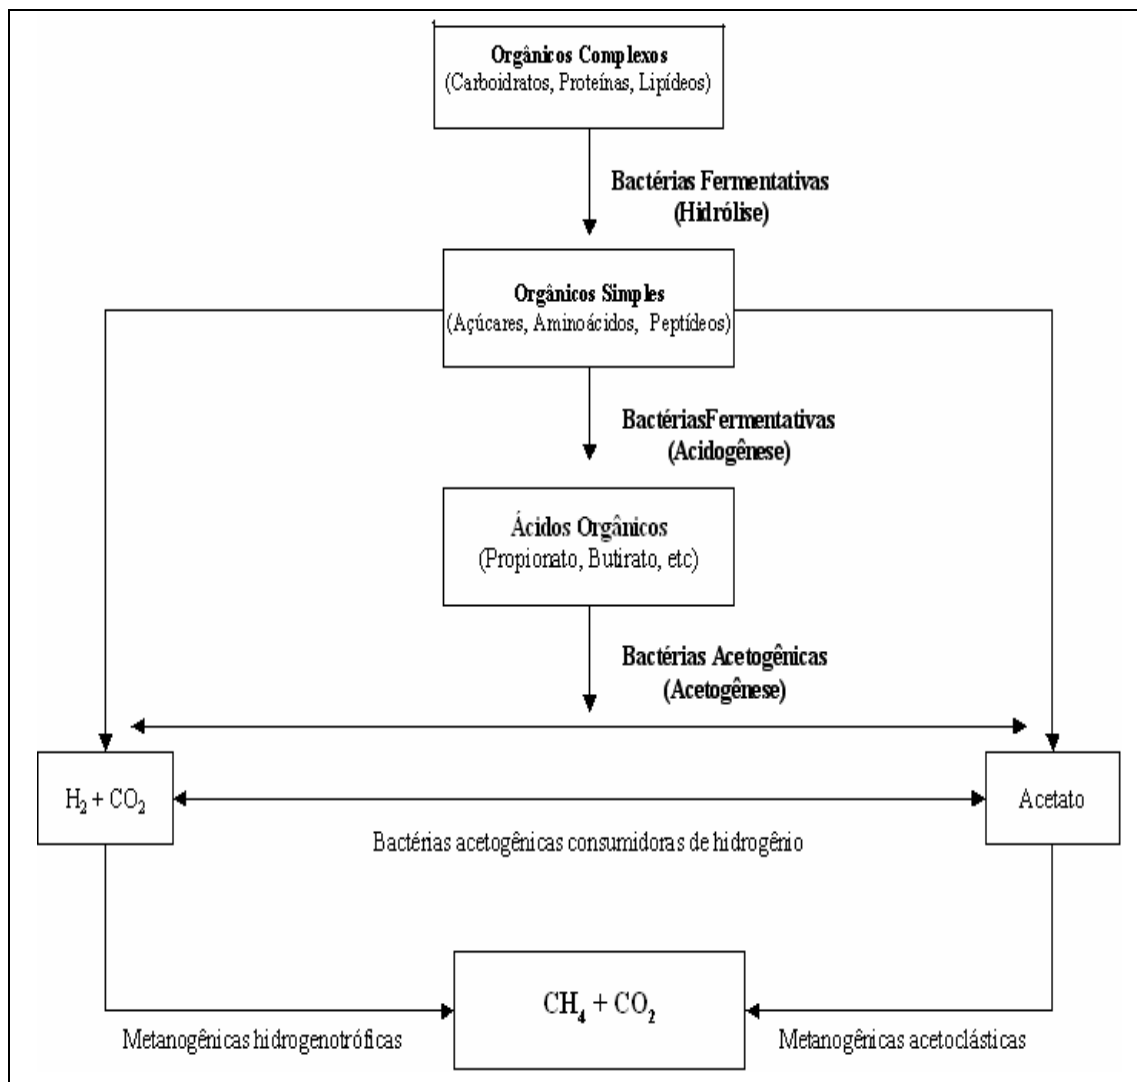 Orgânicos Complexos
(Carboidratos, Proteínas, Lipídeos)
Bactérias Fermentativas
(Hidrólise)
Orgânicos Simples
(Açúcares, Aminoácidos, Peptídeos)
BactériasFermentativas
(Acidogênese)
Ácidos Orgânicos
(Propionato, Butirato, etc)
Bactérias Acetogênicas
(Acetogênese)
H₂ + CO₂
Acetato
Bactérias acetogênicas consumidoras de hidrogênio
CH₄ + CO₂
Metanogênicas hidrogenotróficas
Metanogênicas acetoclásticas